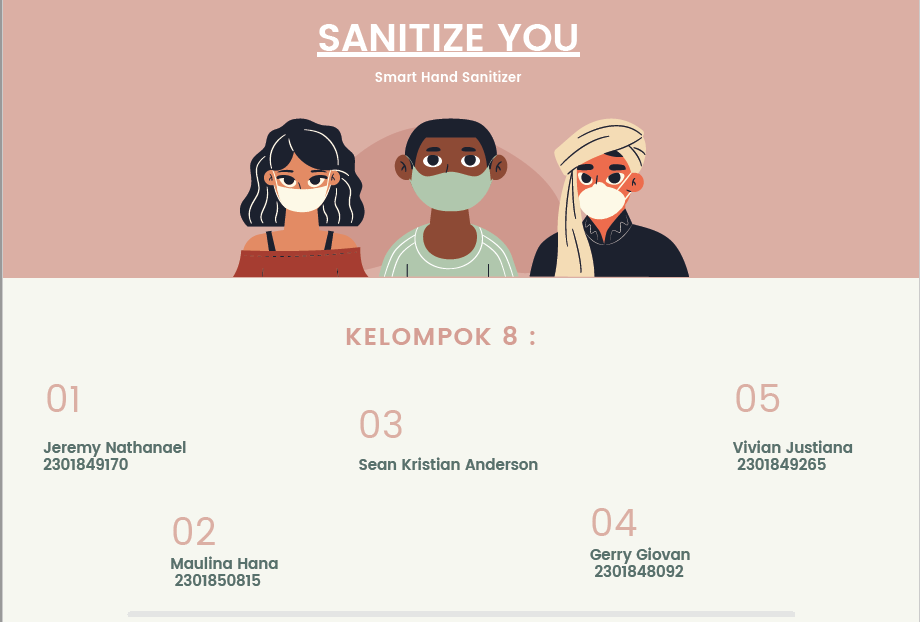 SANITIZE YOU
Smart Hand Sanitizer
KELOMPOK 8 :
01
Jeremy Nathanael
2301849170
02
Maulina Hana
2301850815
03
Sean Kristian Anderson
04
Gerry Giovan
2301848092
05
Vivian Justiana
2301849265